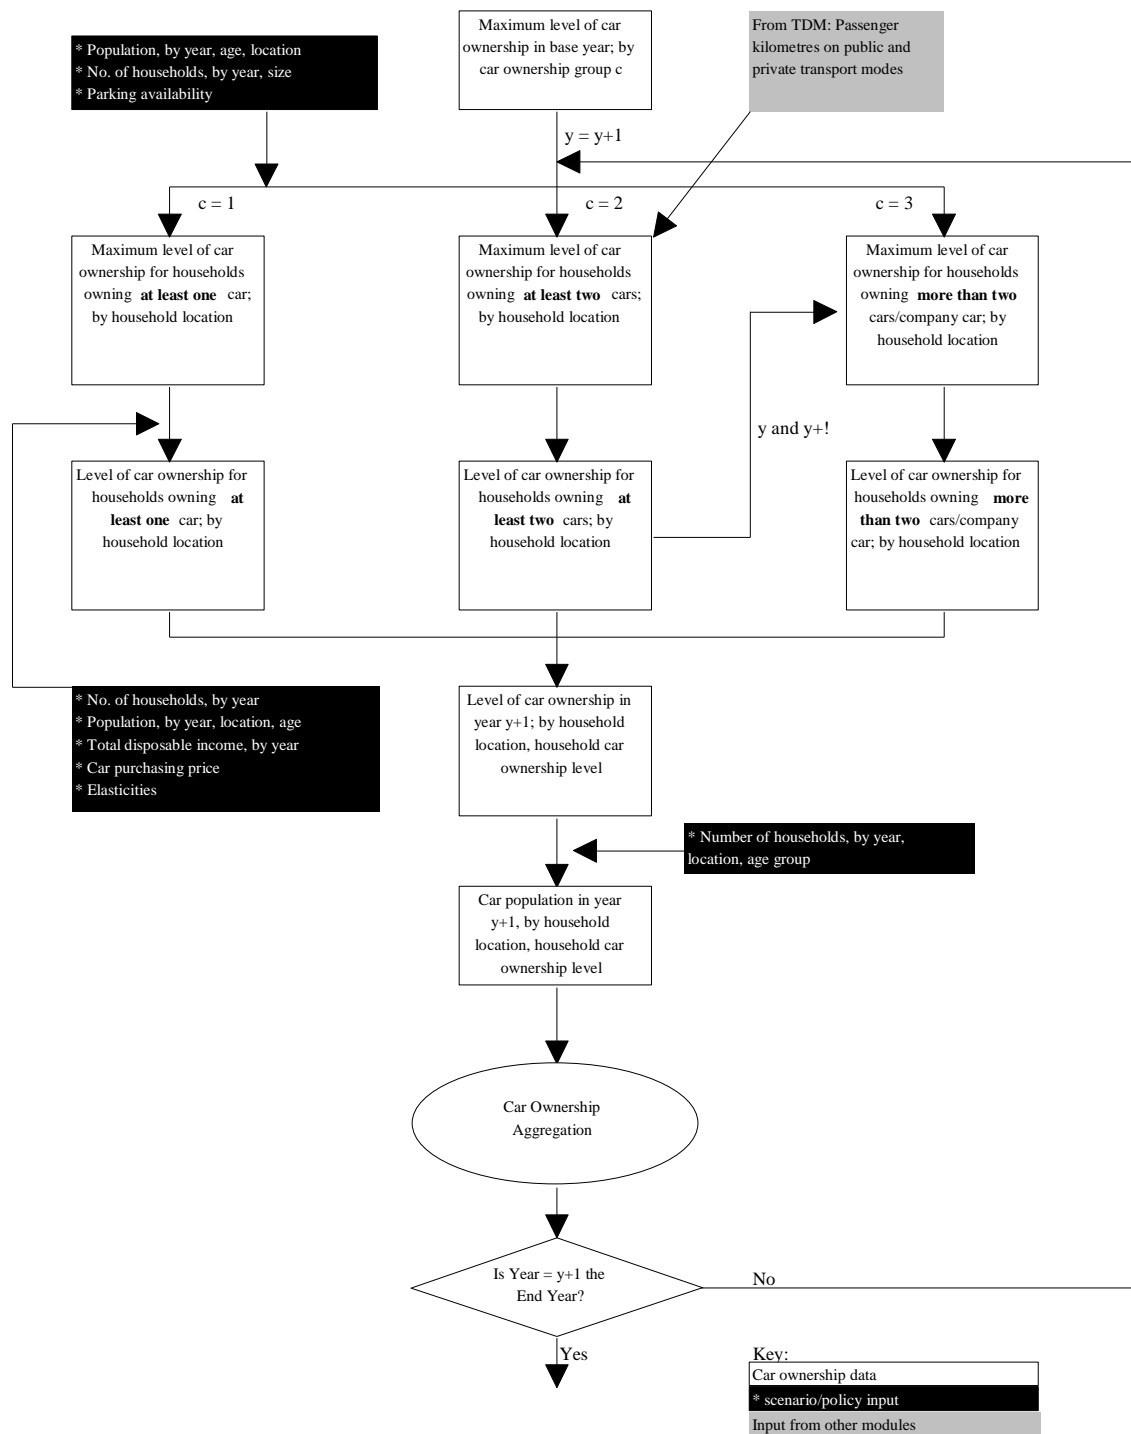 * Population, by year, age, location
* No. of households, by year, size
* Parking availability
Maximum level of car
ownership in base year; by
car ownership group c
From TDM: Passenger
kilometres on public and
private transport modes
y = y+1
c = 1
c = 2
c = 3
Maximum level of car
ownership for households
owning at least one car;
by household location
Maximum level of car
ownership for households
owning at least two cars;
by household location
Maximum level of car
ownership for households
owning more than two
cars/company car; by
household location
y and y+!
Level of car ownership for
households owning at
least one car; by
household location
Level of car ownership for
households owning at
least two cars; by
household location
Level of car ownership for
households owning more
than two cars/company
car; by household location
* No. of households, by year
* Population, by year, location, age
* Total disposable income, by year
* Car purchasing price
* Elasticities
Level of car ownership in
year y+1; by household
location, household car
ownership level
* Number of households, by year,
location, age group
Car population in year
y+1, by household
location, household car
ownership level
Car Ownership
Aggregation
Is Year = y+1 the
End Year?
No
Yes
Key:
Car ownership data
* scenario/policy input
Input from other modules